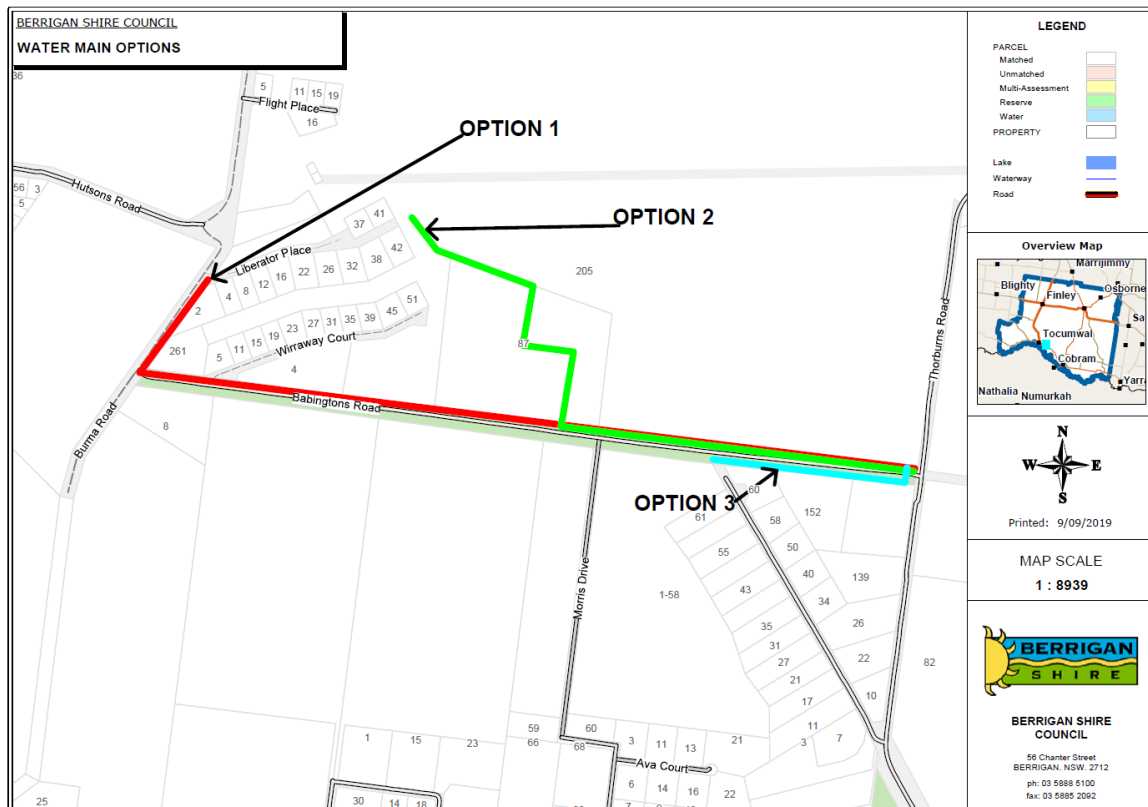 BERRIGAN SHIRE COUNCIL
WATER MAIN OPTIONS
36
5
11 15 19
Flight Place
16
OPTION 1
OPTION 2
Hutsons Road
56 3
5
37 41
42
Liberator Place
2 4 8 12 16 22 26 32 38
205
261
5 11 15 19 23 27 31 35 39 45 51
Wirraway Court
4
87
Babingtons Road
Burma Road
8
Thorburns Road
OPTION 3
60
61 58 152
55 50
43 40 139
1-58 34
35 26
31
27 22
21
17 10
11
3 7
82
Morris Drive
1 15 23
59 60
66 68
3 11 13 21
Ava Court
6 14 16 22
25
30 14 18
LEGEND
PARCEL
Matched
Unmatched
Multi-Assessment
Reserve
Water
PROPERTY
Lake
Waterway
Road
Overview Map
Marrijimmy
Blighty
Finley
Osborne
Sa
Tocumwal
Cobram
Yarra
Nathalia Numurkah
N
W E
S
Printed: 9/09/2019
MAP SCALE
1 : 8939
BERRIGAN
SHIRE
BERRIGAN SHIRE
COUNCIL
56 Chanter Street
BERRIGAN. NSW. 2712
ph: 03 5888 5100
fax: 03 5885 2092